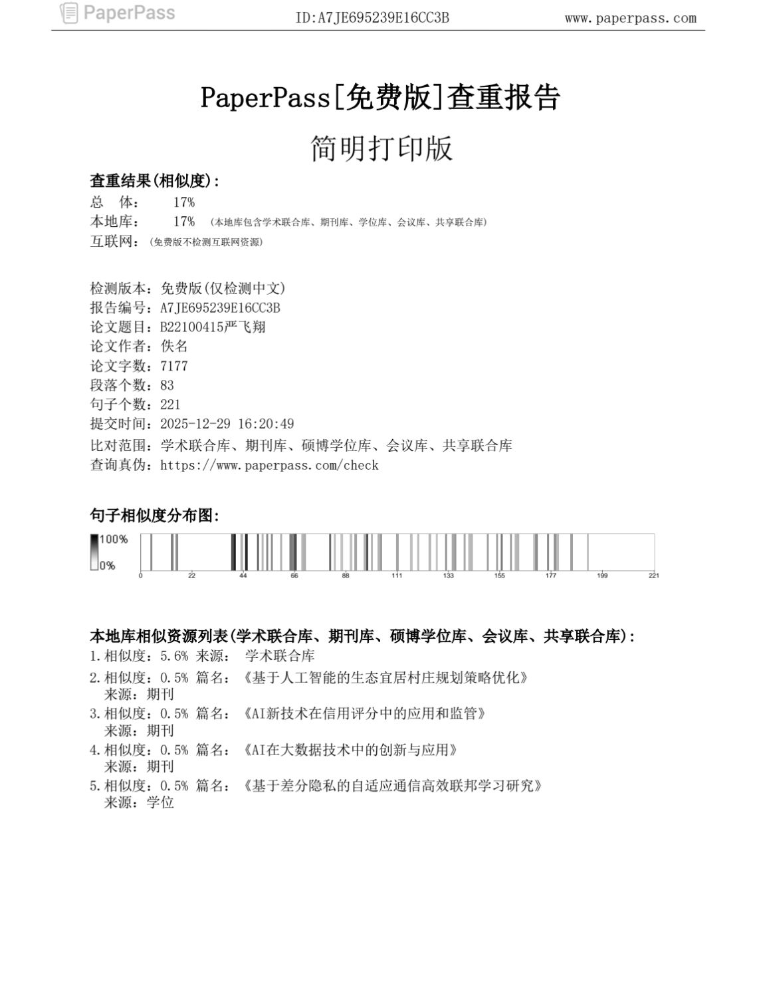 PaperPass ID:A7JE695239E16CC3B www.paperpass.com
PaperPass[免费版]查重报告
简明打印版
查重结果(相似度):
总 体: 17%
本地库: 17% (本地库包含学术联合库、期刊库、学位库、会议库、共享联合库)
互联网: (免费版不检测互联网资源)
检测版本: 免费版(仅检测中文)
报告编号: A7JE695239E16CC3B
论文题目: B22100415严飞翔
论文作者: 佚名
论文字数: 7177
段落个数: 83
句子个数: 221
提交时间: 2025-12-29 16:20:49
比对范围: 学术联合库、期刊库、硕博学位库、会议库、共享联合库
查询真伪: https://www.paperpass.com/check
句子相似度分布图:
100%
0%
0 22 44 66 88 111 133 155 177 199 221
本地库相似资源列表(学术联合库、期刊库、硕博学位库、会议库、共享联合库):
1.相似度: 5.6% 来源: 学术联合库
2.相似度: 0.5% 篇名: 《基于人工智能的生态宜居村庄规划策略优化》
来源: 期刊
3.相似度: 0.5% 篇名: 《AI新技术在信用评分中的应用和监管》
来源: 期刊
4.相似度: 0.5% 篇名: 《AI在大数据技术中的创新与应用》
来源: 期刊
5.相似度: 0.5% 篇名: 《基于差分隐私的自适应通信高效联邦学习研究》
来源: 学位